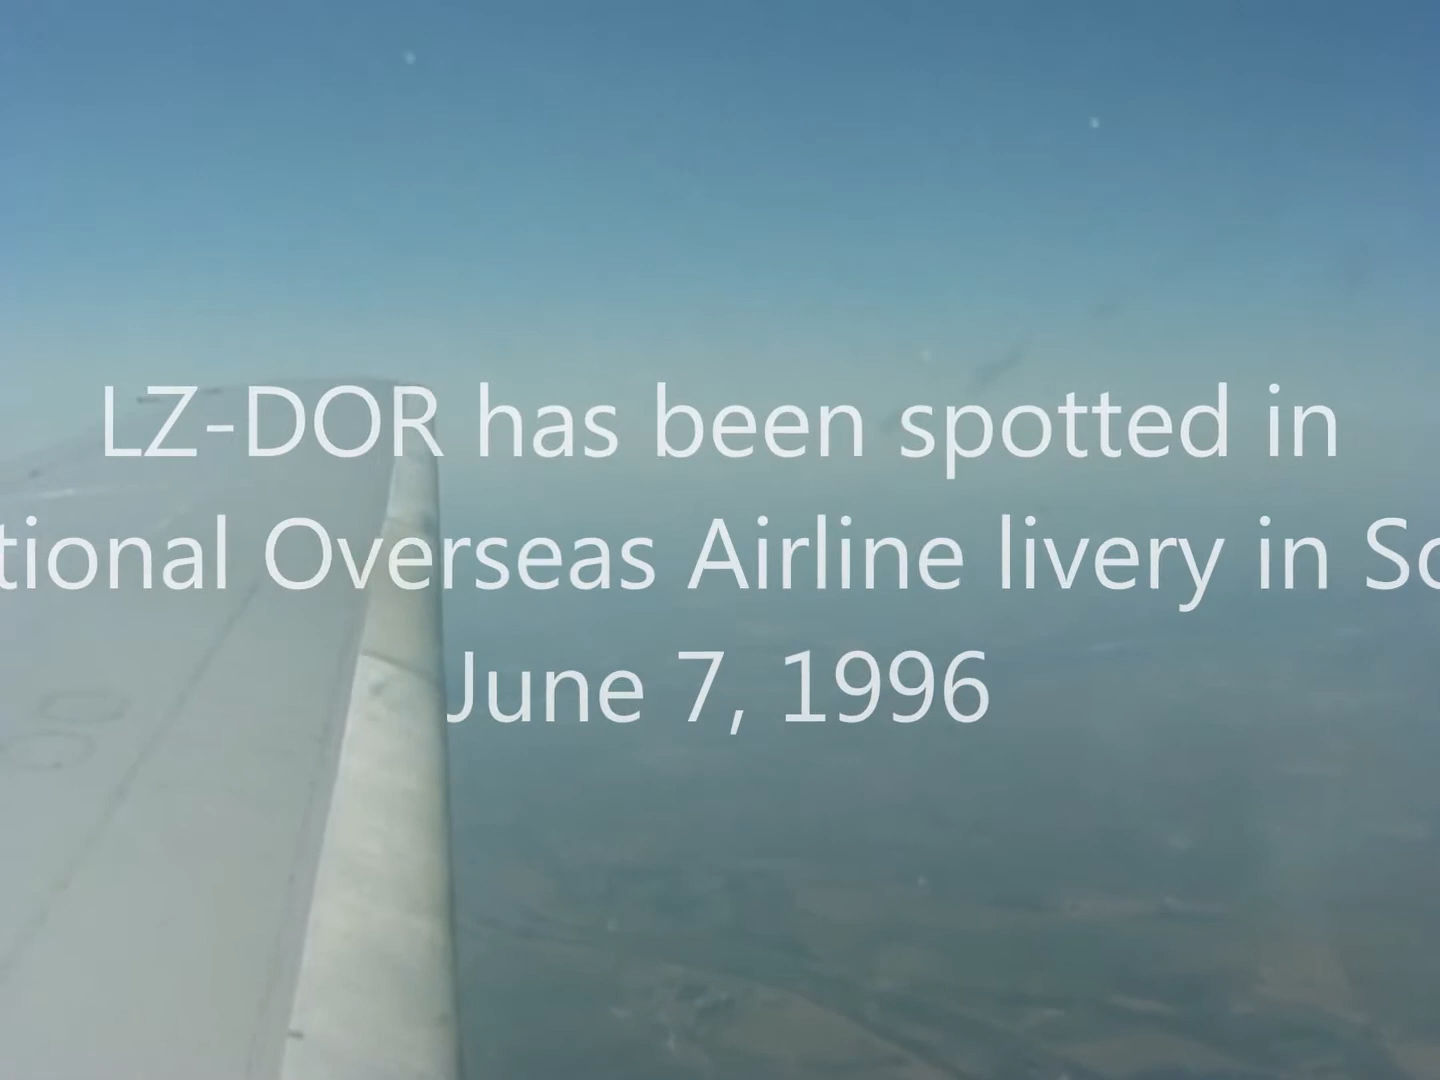 LZ-DOR has been spotted in
tional Overseas Airline livery in So
June 7, 1996